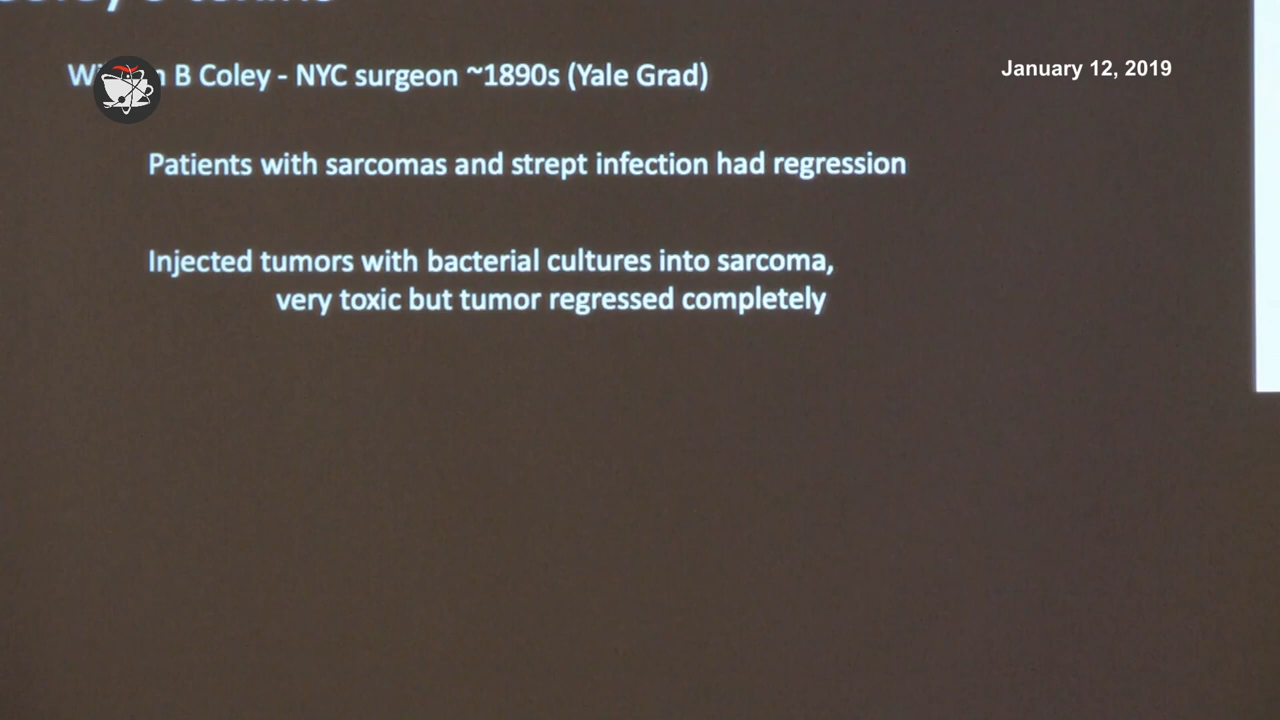 W n B Coley - NYC surgeon ~1890s (Yale Grad)
January 12, 2019
Patients with sarcomas and strept infection had regression
Injected tumors with bacterial cultures into sarcoma,
very toxic but tumor regressed completely